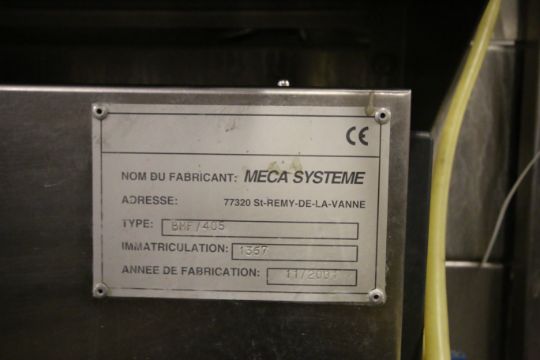 CE
NOM DU FABRICANT: MECA SYSTEME
ADRESSE: 77320 St-REMY-DE-LA-VANNE
TYPE: BMF/405
IMMATRICULATION: 1367
ANNEE DE FABRICATION: